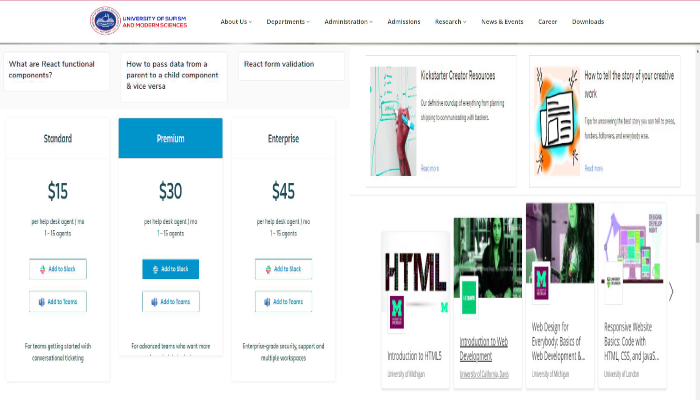 UNIVERSITY OF SUFISM
AND MODERN SCIENCES
About Us
Departments
Administration
Admissions
Research
News & Events
Career
Downloads
What are React functional
components?
How to pass data from a
parent to a child component
& vice versa
React form validation
Standard
$15
per help desk agent / mo
1 - 15 agents
Add to Slack
Add to Teams
For teams getting started with
conversational ticketing
Premium
$30
per help desk agent / mo
1 - 15 agents
Add to Slack
Add to Teams
For advanced teams who want more
Enterprise
$45
per help desk agent / mo
1 - 15 agents
Add to Slack
Add to Teams
Enterprise-grade security, support and
multiple workspaces
Kickstarter Creator Resources
Our definitive roundup of everything from planning
shipping to communicating with backers.
Read more
How to tell the story of your creative
work
Tips for uncovering the best story you can tell to press,
funders, followers, and everybody else.
Read more
HTML
Introduction to HTML5
University of Michigan
Introduction to Web
Development
University of California, Davis
Web Design for
Everybody: Basics of
Web Development &...
University of Michigan
Responsive Website
Basics: Code with
HTML, CSS, and JavaS...
University of London